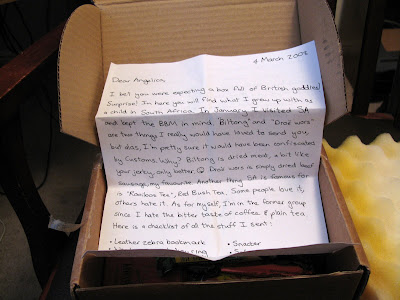 4 March 2008
Dear Angelica,
I bet you were expecting a box full of British goodies!
Surprise! In here you will find what I grew up with as
a child in South Africa. In January I visited SA
and kept the BBM in mind. "Biltong" and "Droë wors"
are two things I really would have loved to send you,
but alas, I'm pretty sure it would have been confiscated
by Customs. Why? Biltong is dried meat, a bit like
your jerky, only better ☺ Droë wors is simply dried beef
sausage, my favourite. Another thing SA is famous for
is "Rooibos Tea", Red Bush Tea. Some people love it,
others hate it. As for myself, I'm in the former group
since I hate the bitter taste of coffee & plain tea
Here is a checklist of all the stuff I sent:
• Leather zebra bookmark • Snacker